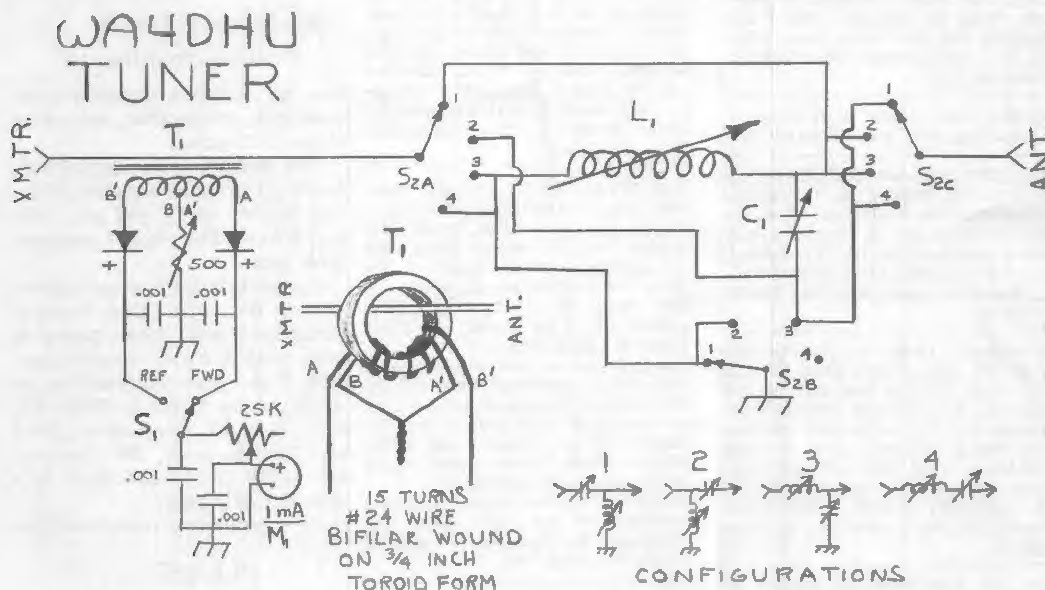 WA4DHU
TUNER
XMTR.
T1
B' B A' A
+ 500 +
.001 .001
REF FWD
S1
25K
.001
.001
+
-
1 mA
M1
S2A
1
2
3
4
L1
C1
1
2
3
4
S2C
ANT.
2
1
3
4
S2B
T1
XMTR
ANT.
A B A' B'
15 TURNS
#24 WIRE
BIFILAR WOUND
ON 3/4 INCH
TOROID FORM
1 2 3 4
CONFIGURATIONS